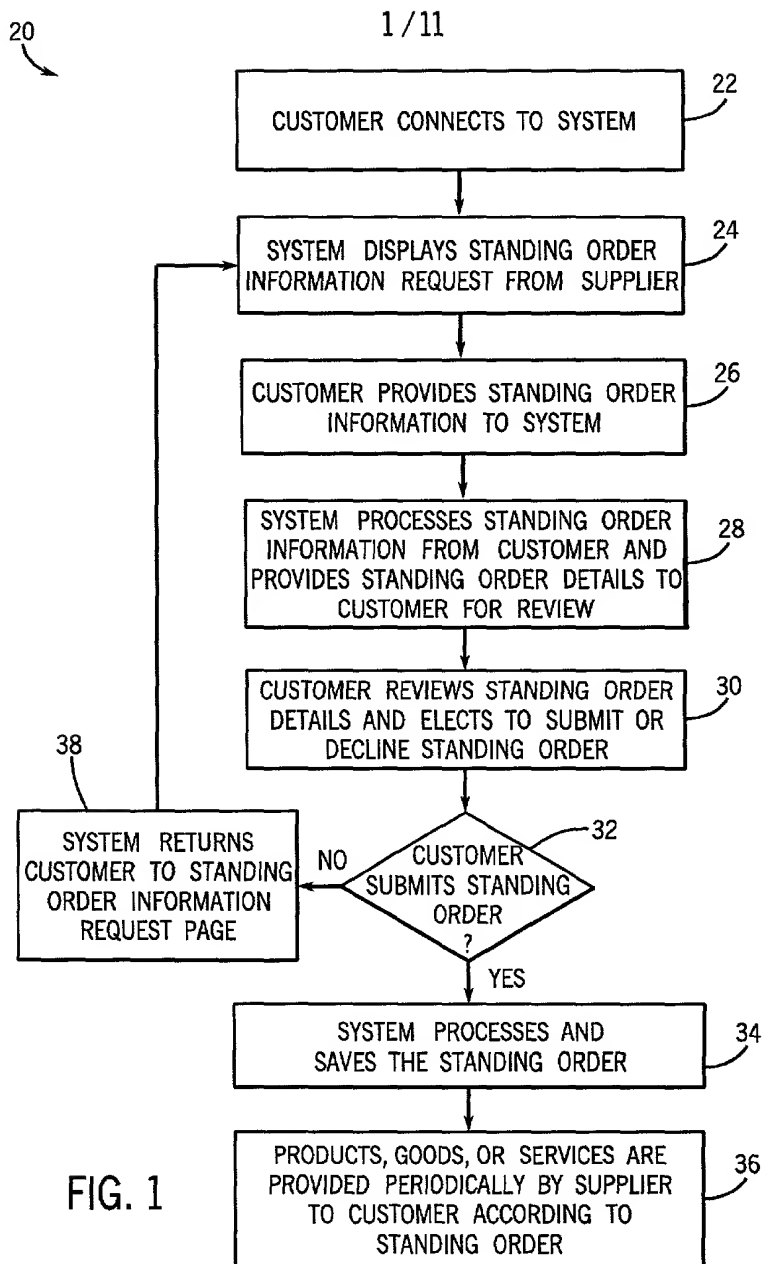 1/11
20
CUSTOMER CONNECTS TO SYSTEM
22
SYSTEM DISPLAYS STANDING ORDER
INFORMATION REQUEST FROM SUPPLIER
24
CUSTOMER PROVIDES STANDING ORDER
INFORMATION TO SYSTEM
26
SYSTEM PROCESSES STANDING ORDER
INFORMATION FROM CUSTOMER AND
PROVIDES STANDING ORDER DETAILS TO
CUSTOMER FOR REVIEW
28
CUSTOMER REVIEWS STANDING ORDER
DETAILS AND ELECTS TO SUBMIT OR
DECLINE STANDING ORDER
30
38
SYSTEM RETURNS
CUSTOMER TO STANDING
ORDER INFORMATION
REQUEST PAGE
NO
CUSTOMER
SUBMITS STANDING
ORDER
?
32
YES
SYSTEM PROCESSES AND
SAVES THE STANDING ORDER
34
PRODUCTS, GOODS, OR SERVICES ARE
PROVIDED PERIODICALLY BY SUPPLIER
TO CUSTOMER ACCORDING TO
STANDING ORDER
36
FIG. 1